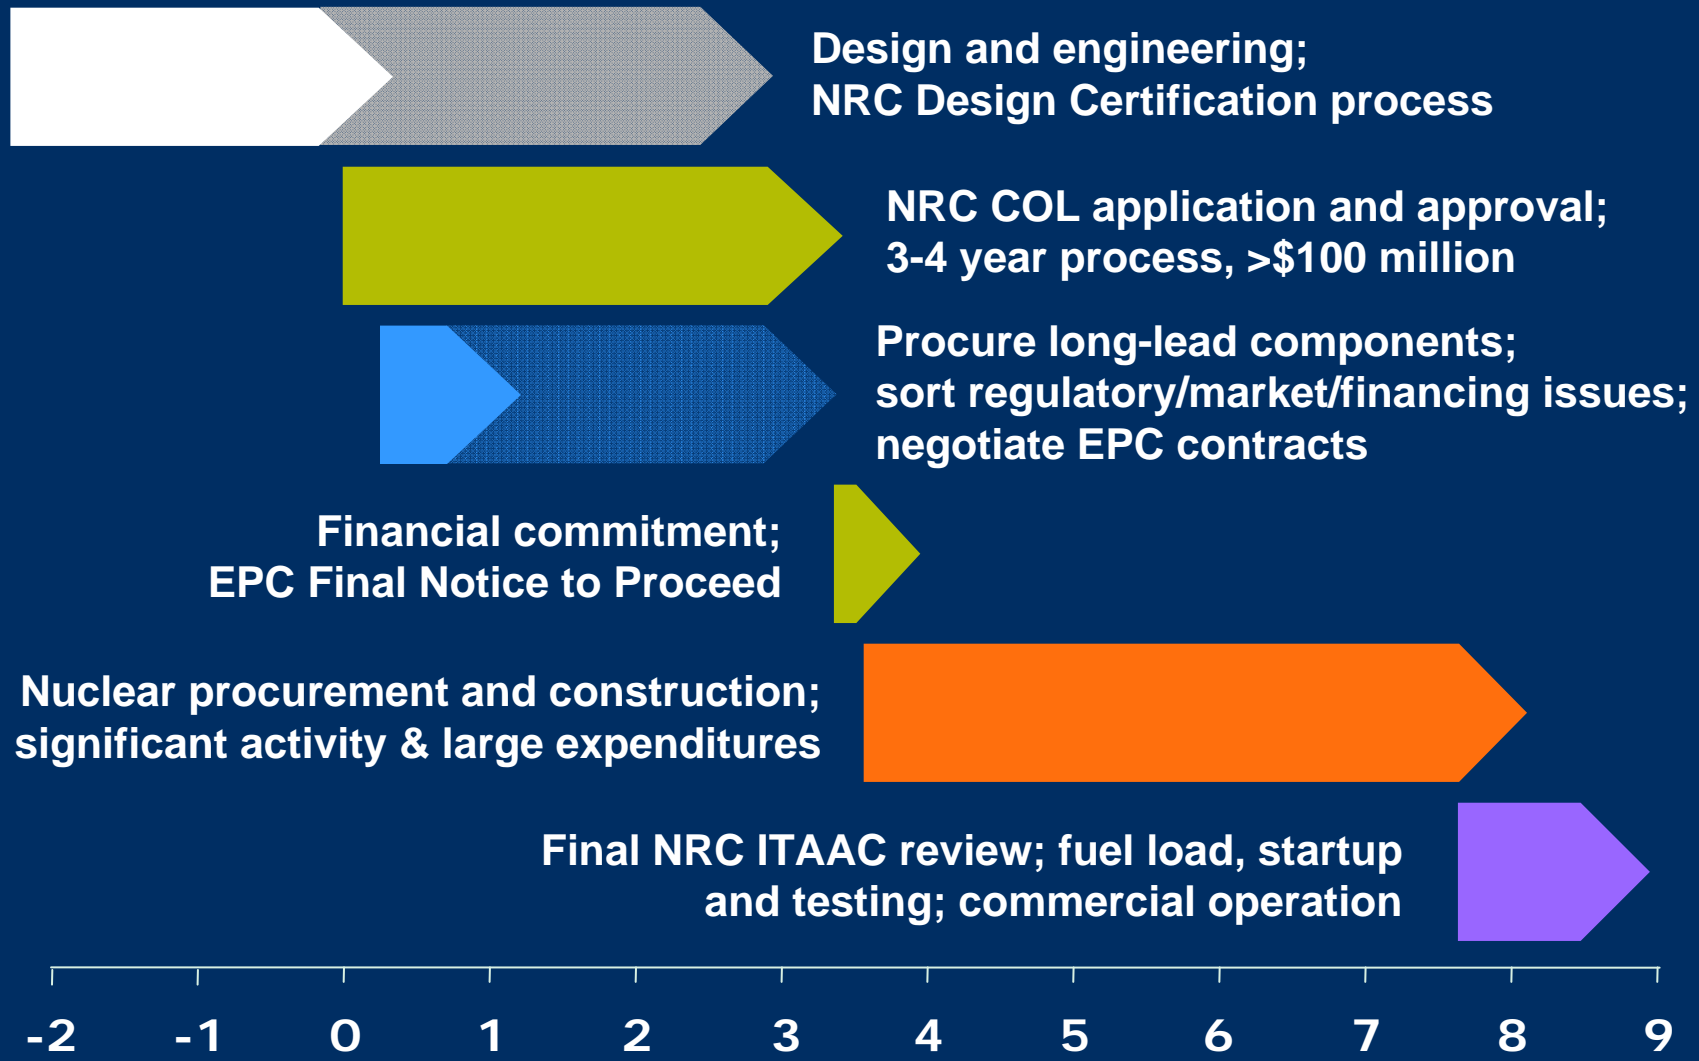 Design and engineering;
NRC Design Certification process
NRC COL application and approval;
3-4 year process, >$100 million
Procure long-lead components;
sort regulatory/market/financing issues;
negotiate EPC contracts
Financial commitment;
EPC Final Notice to Proceed
Nuclear procurement and construction;
significant activity & large expenditures
Final NRC ITAAC review; fuel load, startup
and testing; commercial operation
-2 -1 0 1 2 3 4 5 6 7 8 9